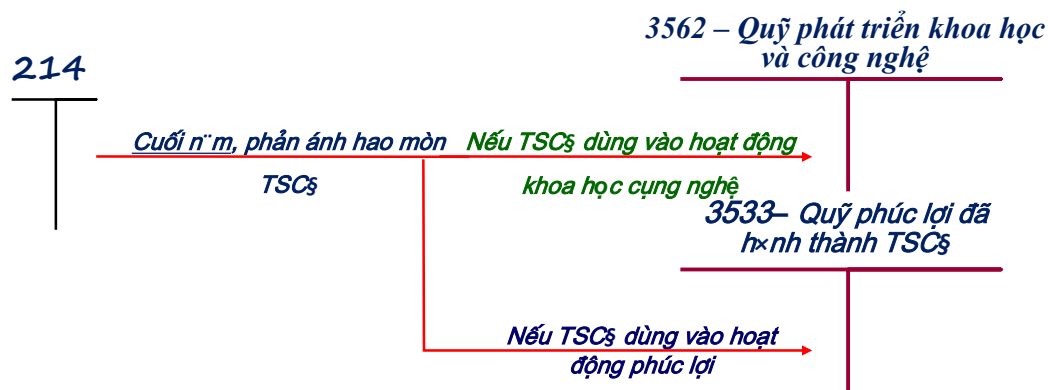 3562 – Quỹ phát triển khoa học
và công nghệ
214
Cuối n¨m, phản ánh hao mòn
TSC§
Nếu TSC§ dùng vào hoạt động
khoa học cụng nghệ
3533– Quỹ phúc lợi đã
h×nh thành TSC§
Nếu TSC§ dùng vào hoạt
động phúc lợi